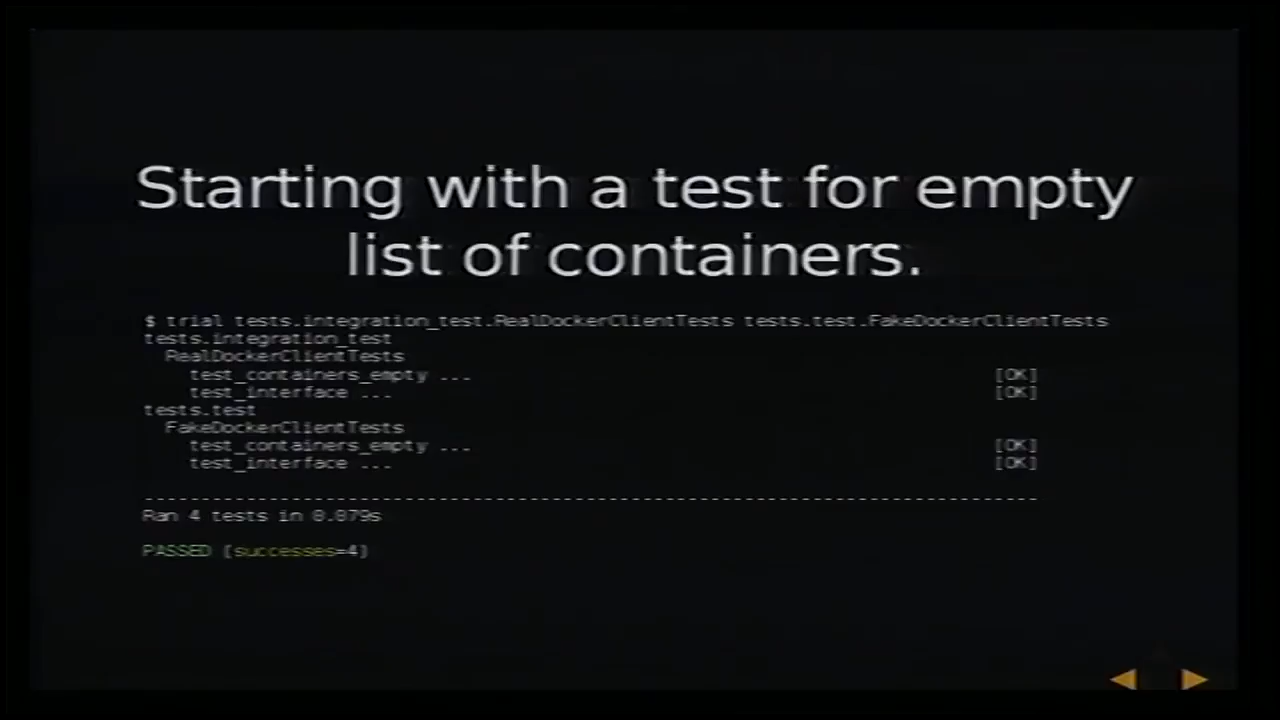 Starting with a test for empty
list of containers.
$ trial tests.integration_test.RealDockerClientTests tests.test.FakeDockerClientTests
tests.integration_test
RealDockerClientTests
test_containers_empty ... [OK]
test_interface ... [OK]
tests.test
FakeDockerClientTests
test_containers_empty ... [OK]
test_interface ... [OK]
-------------------------------------------------------------------------------
Ran 4 tests in 0.079s
PASSED (successes=4)